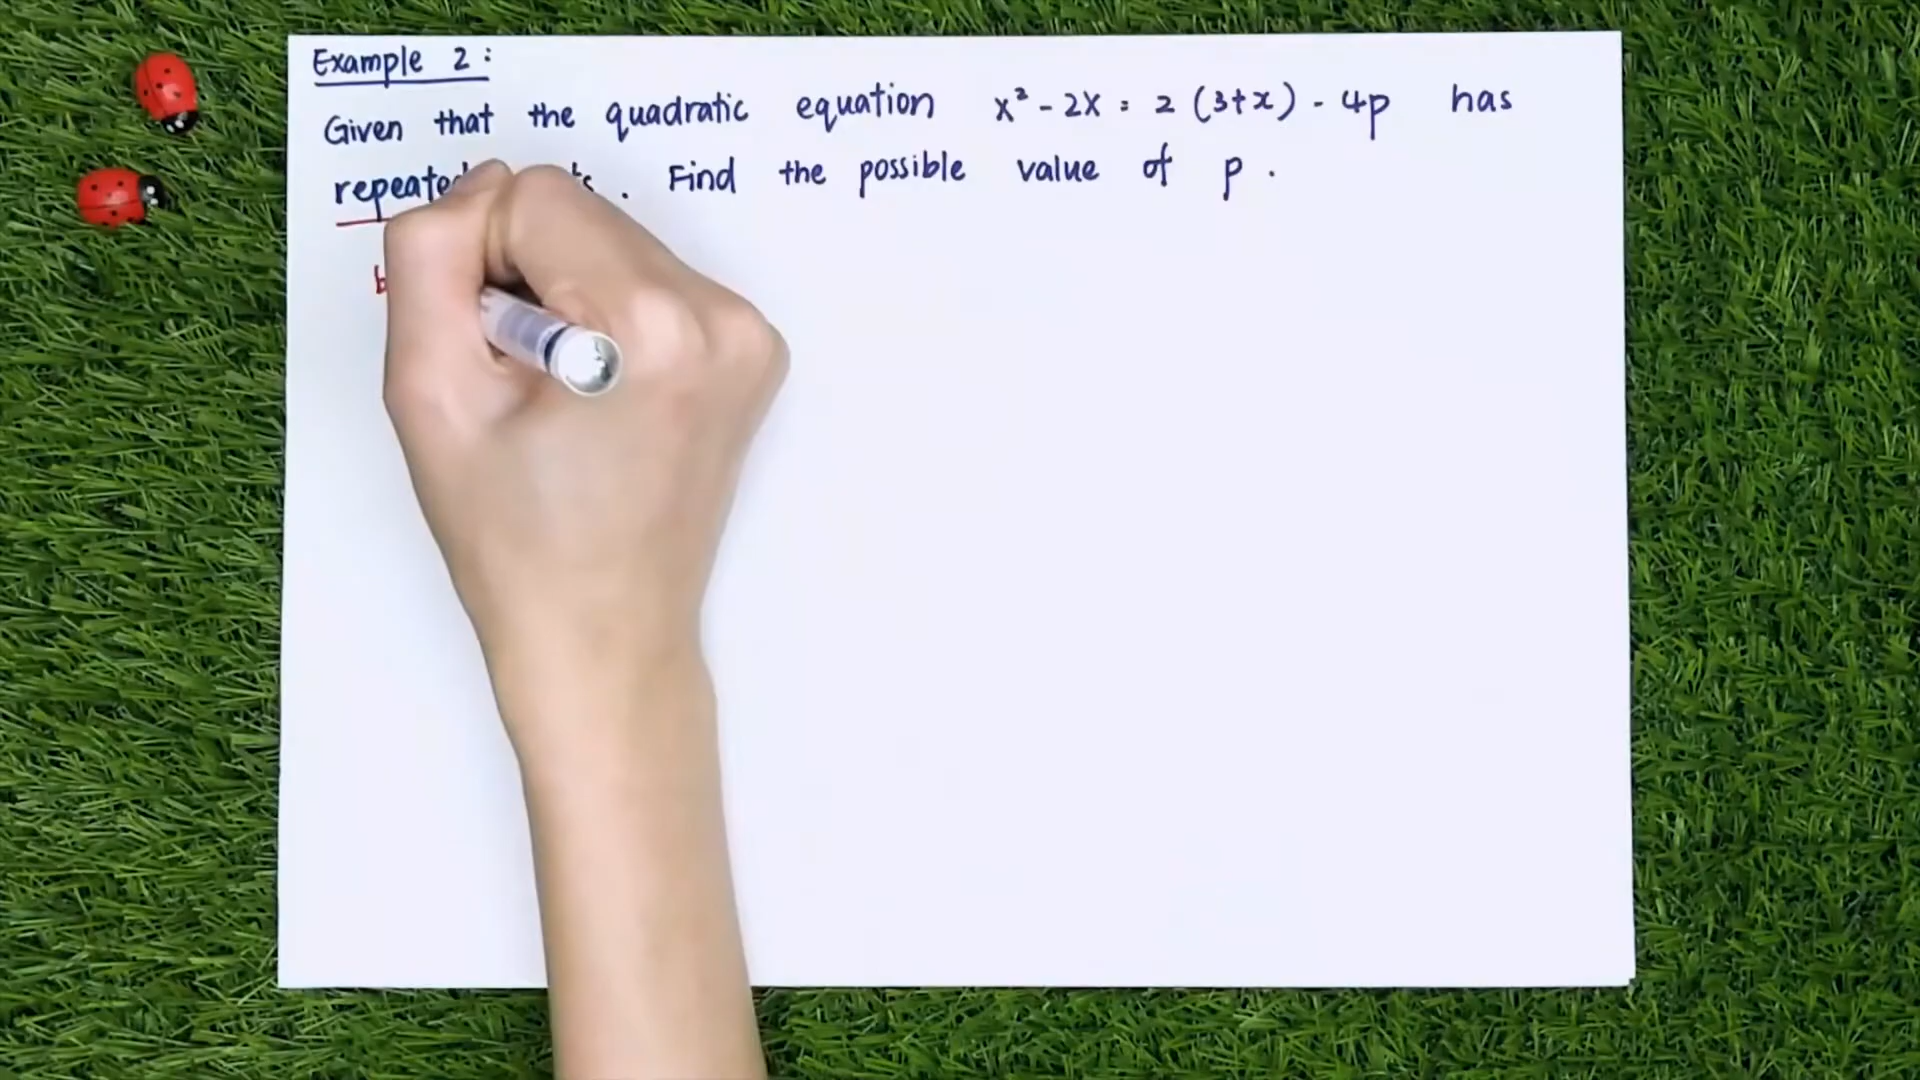 Example 2 :
Given that the quadratic equation x² - 2x = 2 (3+x) - 4p has
repeated . Find the possible value of p .
b